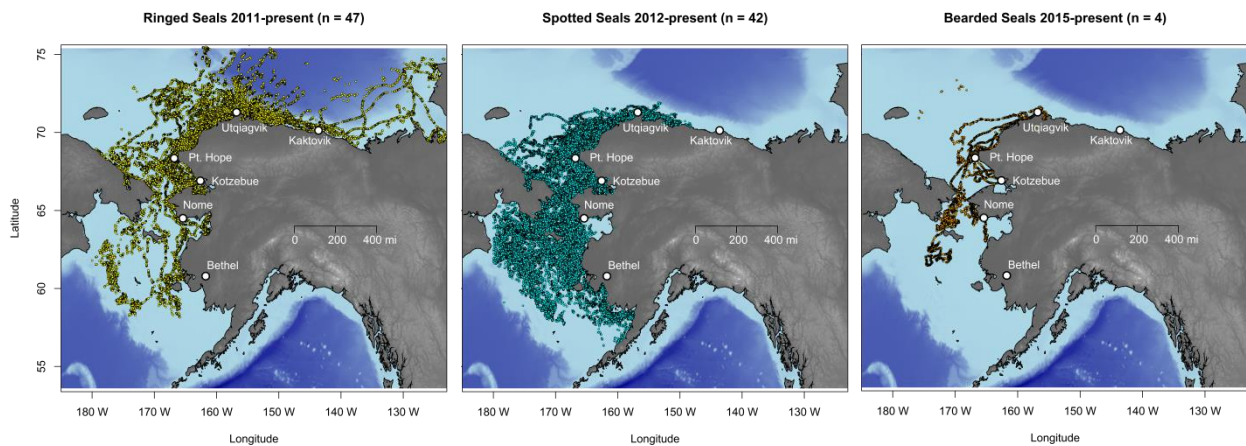 Ringed Seals 2011-present (n = 47)
Spotted Seals 2012-present (n = 42)
Bearded Seals 2015-present (n = 4)
Latitude
75
70
65
60
55
Utqiagvik
Kaktovik
Pt. Hope
Kotzebue
Nome
0 200 400 mi
Bethel
180 W 170 W 160 W 150 W 140 W 130 W
Longitude
Utqiagvik
Kaktovik
Pt. Hope
Kotzebue
Nome
0 200 400 mi
Bethel
180 W 170 W 160 W 150 W 140 W 130 W
Longitude
Utqiagvik
Kaktovik
Pt. Hope
Kotzebue
Nome
0 200 400 mi
Bethel
180 W 170 W 160 W 150 W 140 W 130 W
Longitude